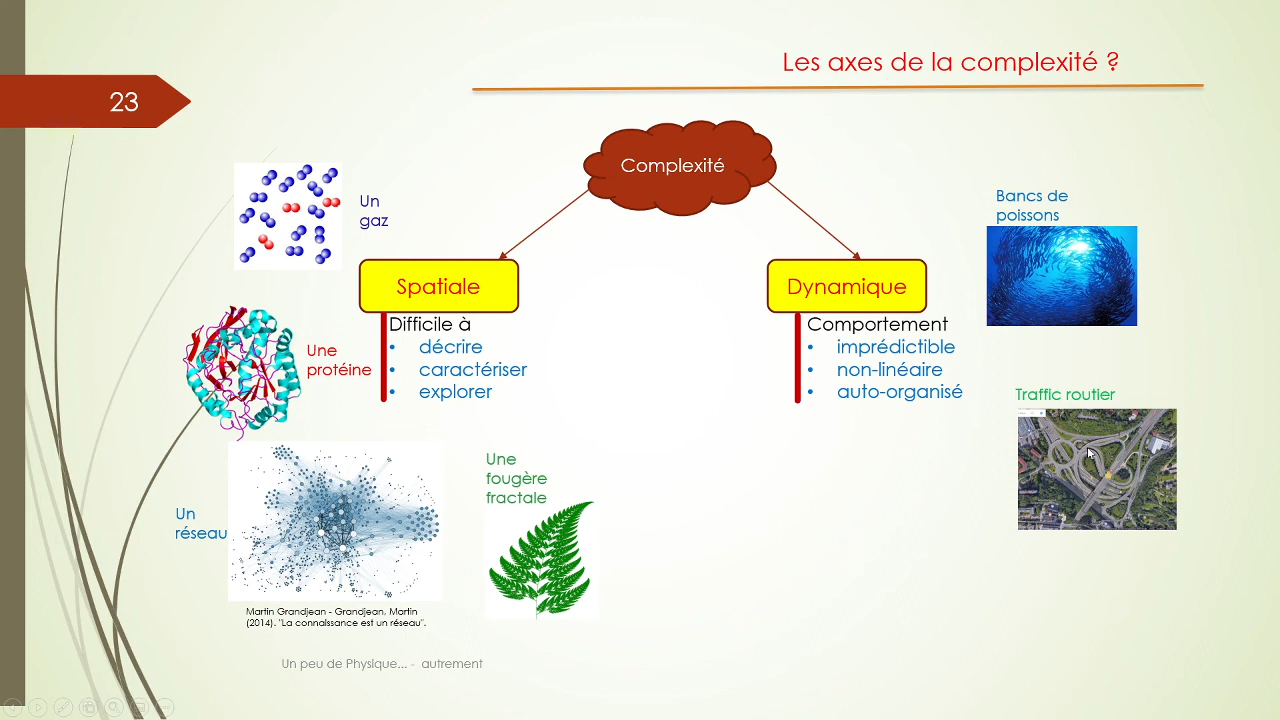 Les axes de la complexité ?
23
Complexité
Un
gaz
Bancs de
poissons
Spatiale
Dynamique
Difficile à
• décrire
• caractériser
• explorer
Comportement
• imprédictible
• non-linéaire
• auto-organisé
Une
protéine
Traffic routier
Une
fougère
fractale
Un
réseau
Martin Grandjean - Grandjean, Martin
(2014). "La connaissance est un réseau".
Un peu de Physique... - autrement